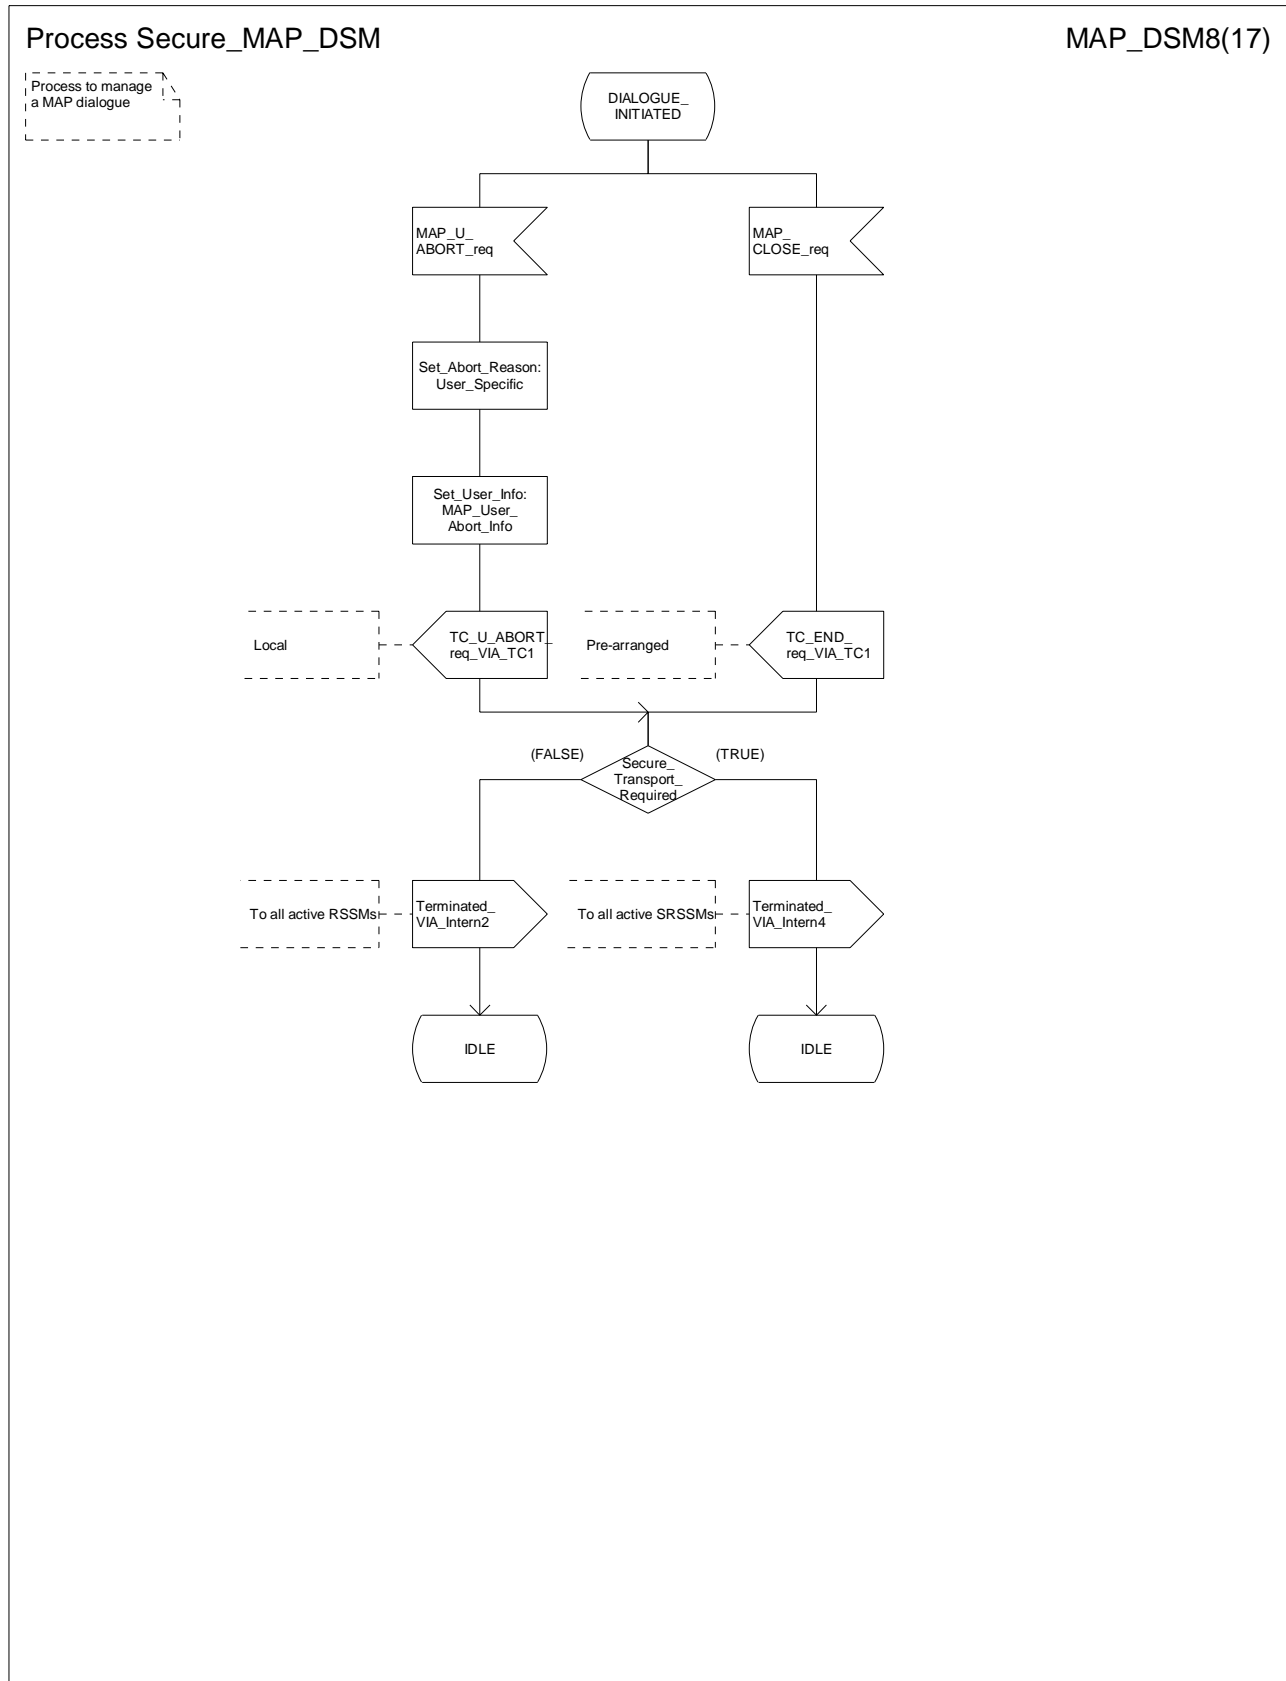 Process Secure_MAP_DSM
MAP_DSM8(17)
Process to manage
a MAP dialogue
DIALOGUE_
INITIATED
MAP_U_
ABORT_req
MAP_
CLOSE_req
Set_Abort_Reason:
User_Specific
Set_User_Info:
MAP_User_
Abort_Info
Local
TC_U_ABORT_
req_VIA_TC1
Pre-arranged
TC_END_
req_VIA_TC1
(FALSE)
(TRUE)
Secure_
Transport_
Required
To all active RSSMs
Terminated_
VIA_Intern2
To all active SRSSMs
Terminated_
VIA_Intern4
IDLE
IDLE